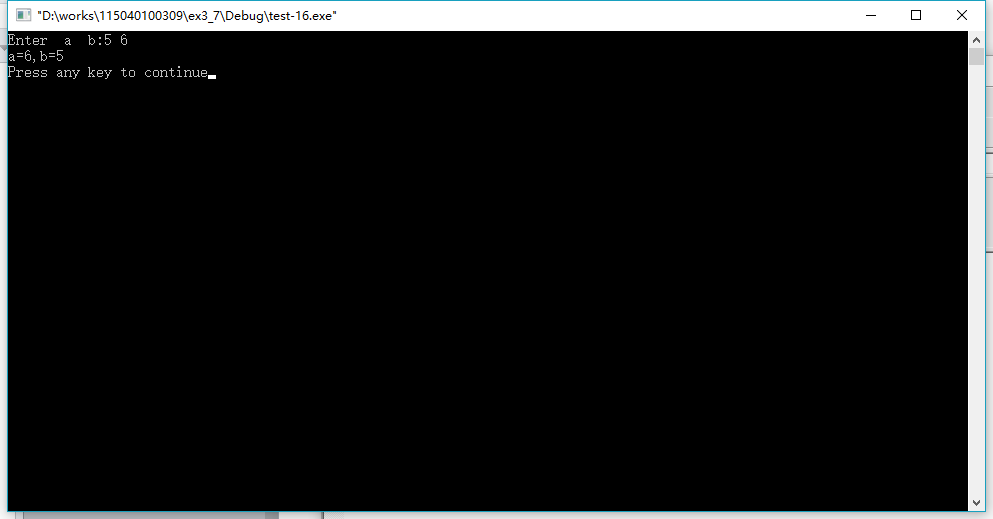 "D:\works\115040100309\ex3_7\Debug\test-16.exe"
Enter  a  b:5 6
a=6,b=5
Press any key to continue